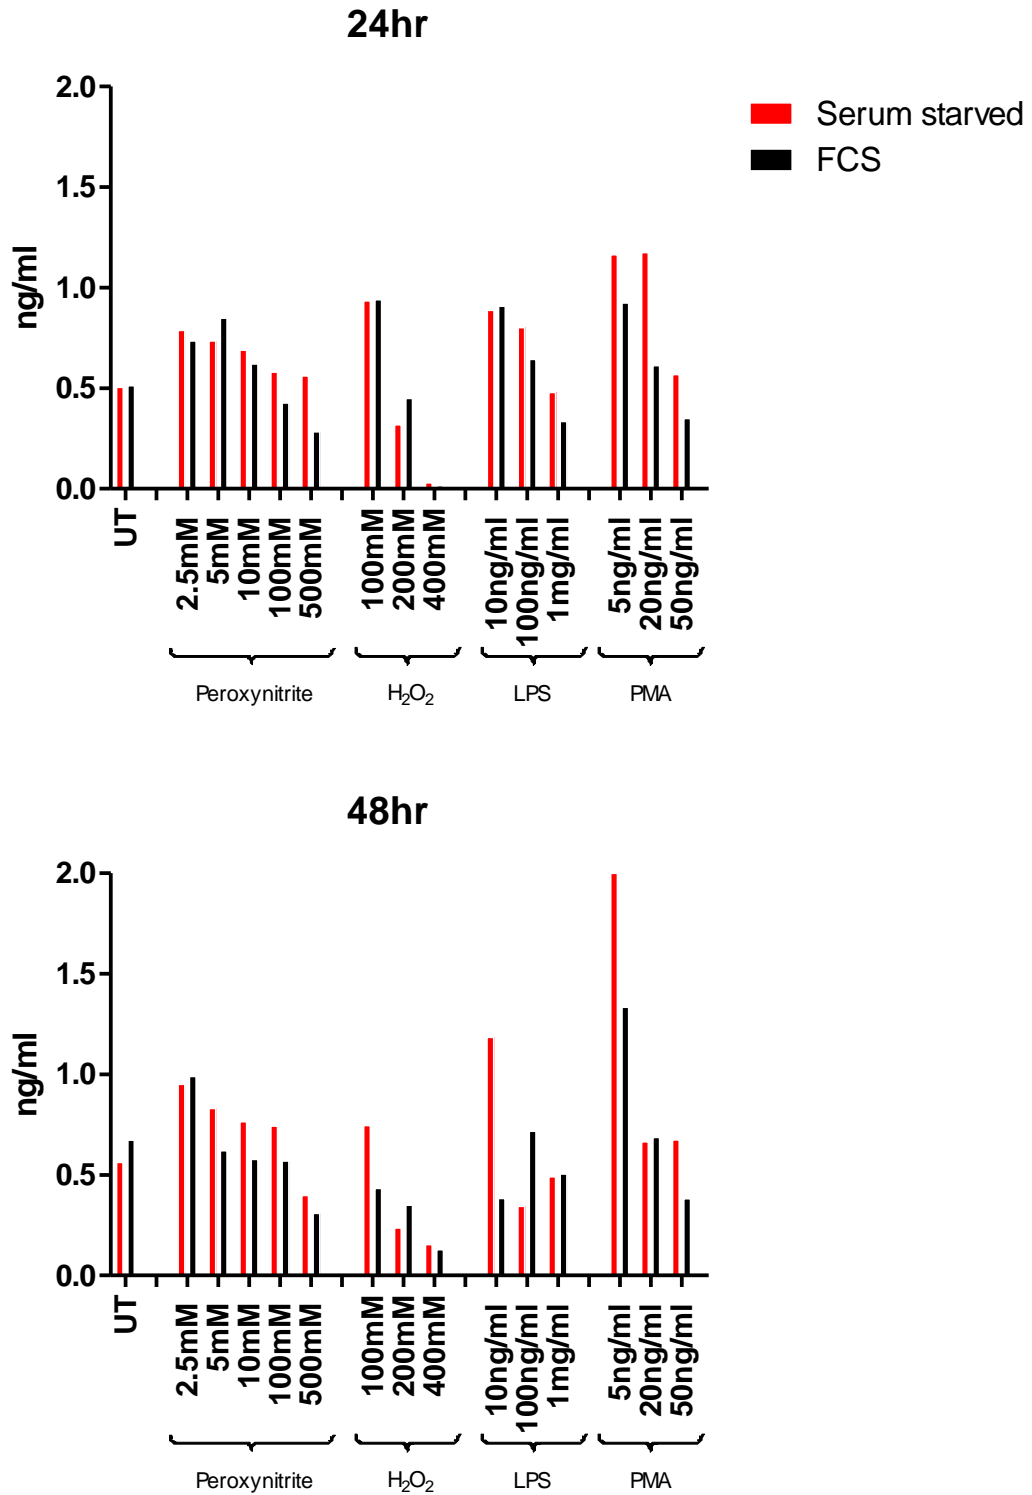 24hr
Serum starved
FCS
ng/ml
2.0
1.5
1.0
0.5
0.0
UT
2.5mM
5mM
10mM
100mM
500mM
100mM
200mM
400mM
10ng/ml
100ng/ml
1mg/ml
5ng/ml
20ng/ml
50ng/ml
Peroxynitrite
H₂O₂
LPS
PMA
48hr
ng/ml
2.0
1.5
1.0
0.5
0.0
UT
2.5mM
5mM
10mM
100mM
500mM
100mM
200mM
400mM
10ng/ml
100ng/ml
1mg/ml
5ng/ml
20ng/ml
50ng/ml
Peroxynitrite
H₂O₂
LPS
PMA